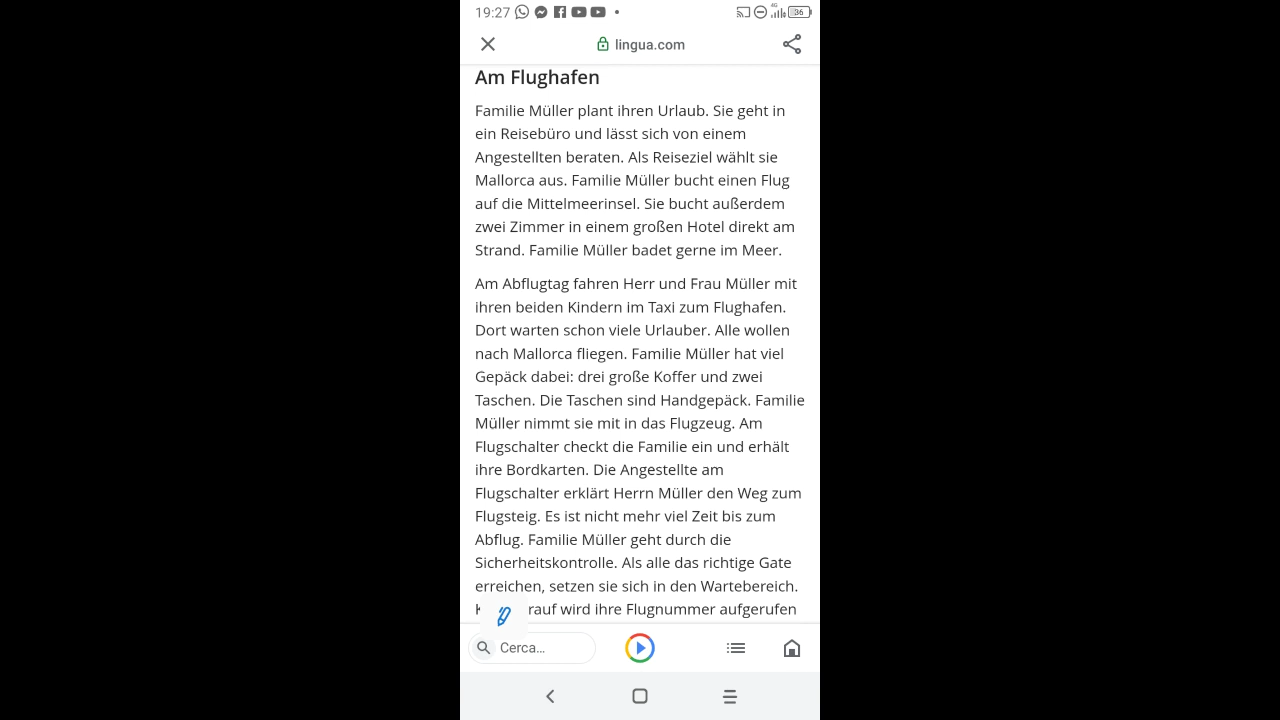 19:27
4G
36
lingua.com
Am Flughafen
Familie Müller plant ihren Urlaub. Sie geht in
ein Reisebüro und lässt sich von einem
Angestellten beraten. Als Reiseziel wählt sie
Mallorca aus. Familie Müller bucht einen Flug
auf die Mittelmeerinsel. Sie bucht außerdem
zwei Zimmer in einem großen Hotel direkt am
Strand. Familie Müller badet gerne im Meer.
Am Abflugtag fahren Herr und Frau Müller mit
ihren beiden Kindern im Taxi zum Flughafen.
Dort warten schon viele Urlauber. Alle wollen
nach Mallorca fliegen. Familie Müller hat viel
Gepäck dabei: drei große Koffer und zwei
Taschen. Die Taschen sind Handgepäck. Familie
Müller nimmt sie mit in das Flugzeug. Am
Flugschalter checkt die Familie ein und erhält
ihre Bordkarten. Die Angestellte am
Flugschalter erklärt Herrn Müller den Weg zum
Flugsteig. Es ist nicht mehr viel Zeit bis zum
Abflug. Familie Müller geht durch die
Sicherheitskontrolle. Als alle das richtige Gate
erreichen, setzen sie sich in den Wartebereich.
wird ihre Flugnummer aufgerufen
Cerca...